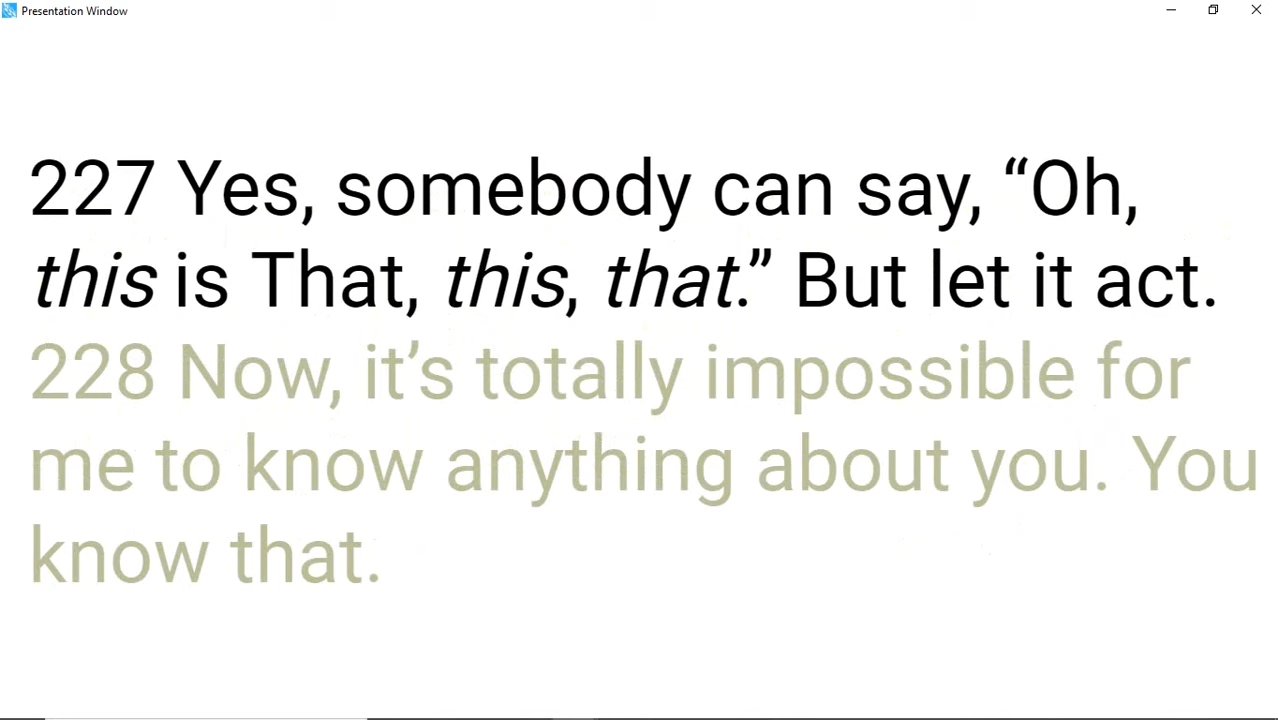 Presentation Window
227 Yes, somebody can say, “Oh,
this is That, this, that.” But let it act.
228 Now, it’s totally impossible for
me to know anything about you. You
know that.